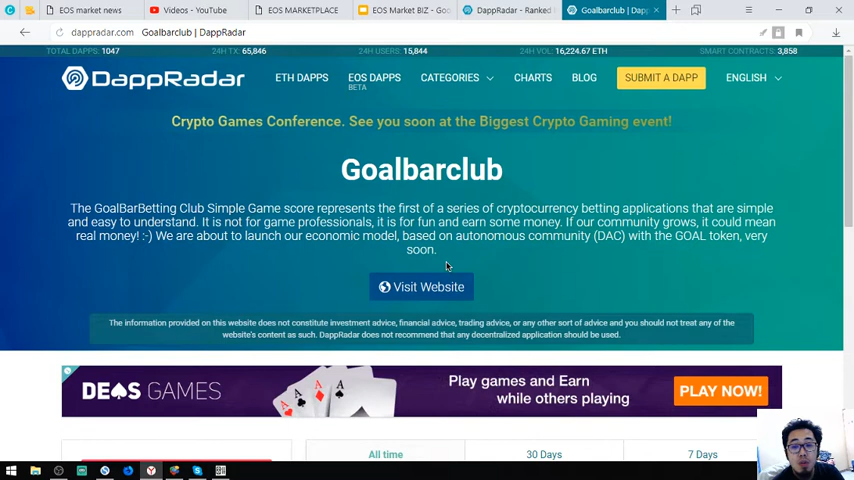 EOS market news
Videos - YouTube
EOS MARKETPLACE
EOS Market BIZ - Goo
DappRadar - Ranked
Goalbarclub | Dapp
dappradar.com Goalbarclub | DappRadar
TOTAL DAPPS: 1047
24H TX: 65,846
24H USERS: 15,844
24H VOL: 16,224.67 ETH
SMART CONTRACTS: 3,858
DappRadar
ETH DAPPS
EOS DAPPS
BETA
CATEGORIES
CHARTS
BLOG
SUBMIT A DAPP
ENGLISH
Crypto Games Conference. See you soon at the Biggest Crypto Gaming event!
Goalbarclub
The GoalBarBetting Club Simple Game score represents the first of a series of cryptocurrency betting applications that are simple
and easy to understand. It is not for game professionals, it is for fun and earn some money. If our community grows, it could mean
real money! :-) We are about to launch our economic model, based on autonomous community (DAC) with the GOAL token, very
soon.
Visit Website
The information provided on this website does not constitute investment advice, financial advice, trading advice, or any other sort of advice and you should not treat any of the
website's content as such. DappRadar does not recommend that any decentralized application should be used.
DEOS GAMES
Play games and Earn
while others playing
PLAY NOW!
All time
30 Days
7 Days